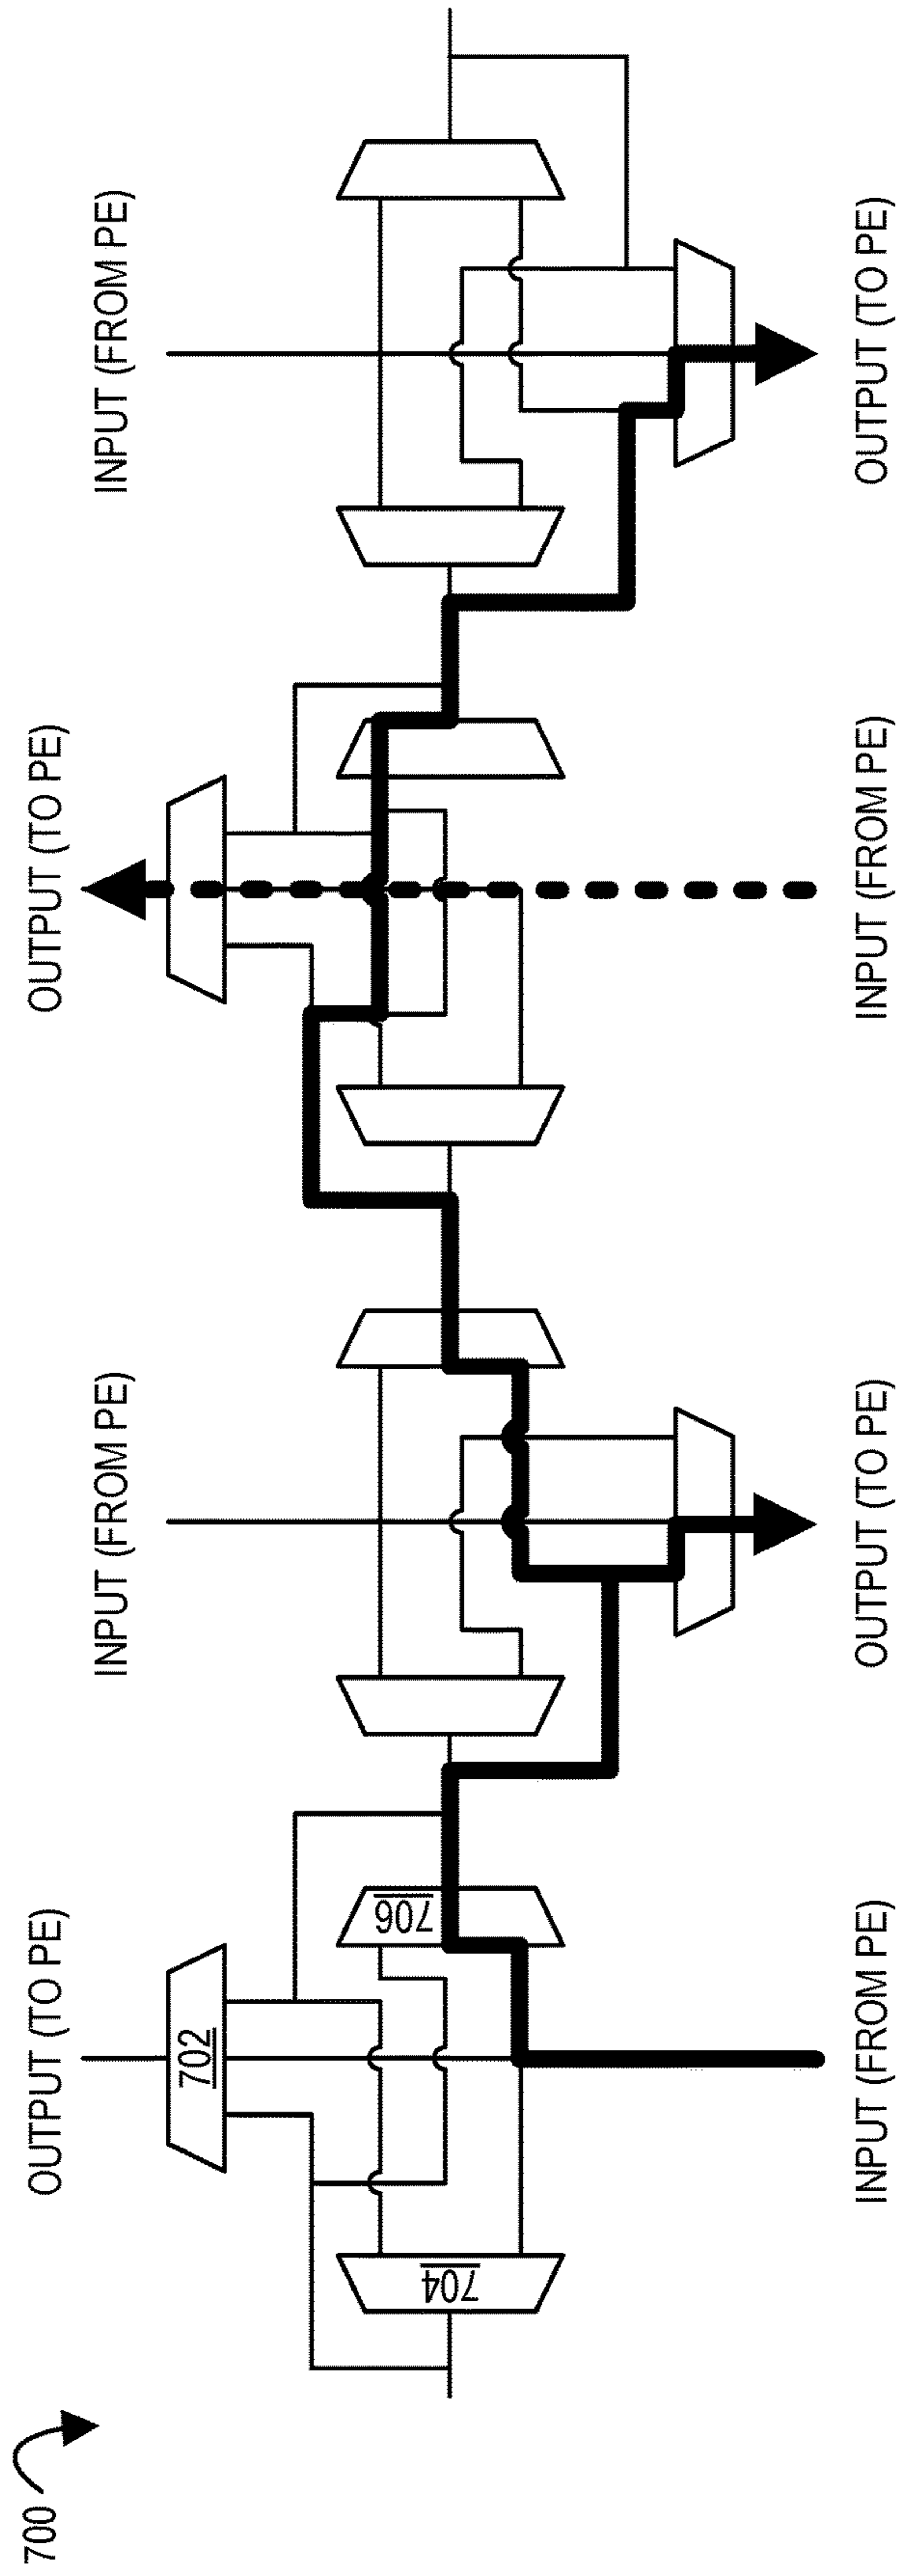 700
OUTPUT (TO PE)
INPUT (FROM PE)
OUTPUT (TO PE)
INPUT (FROM PE)
702
704
706
INPUT (FROM PE)
OUTPUT (TO PE)
INPUT (FROM PE)
OUTPUT (TO PE)